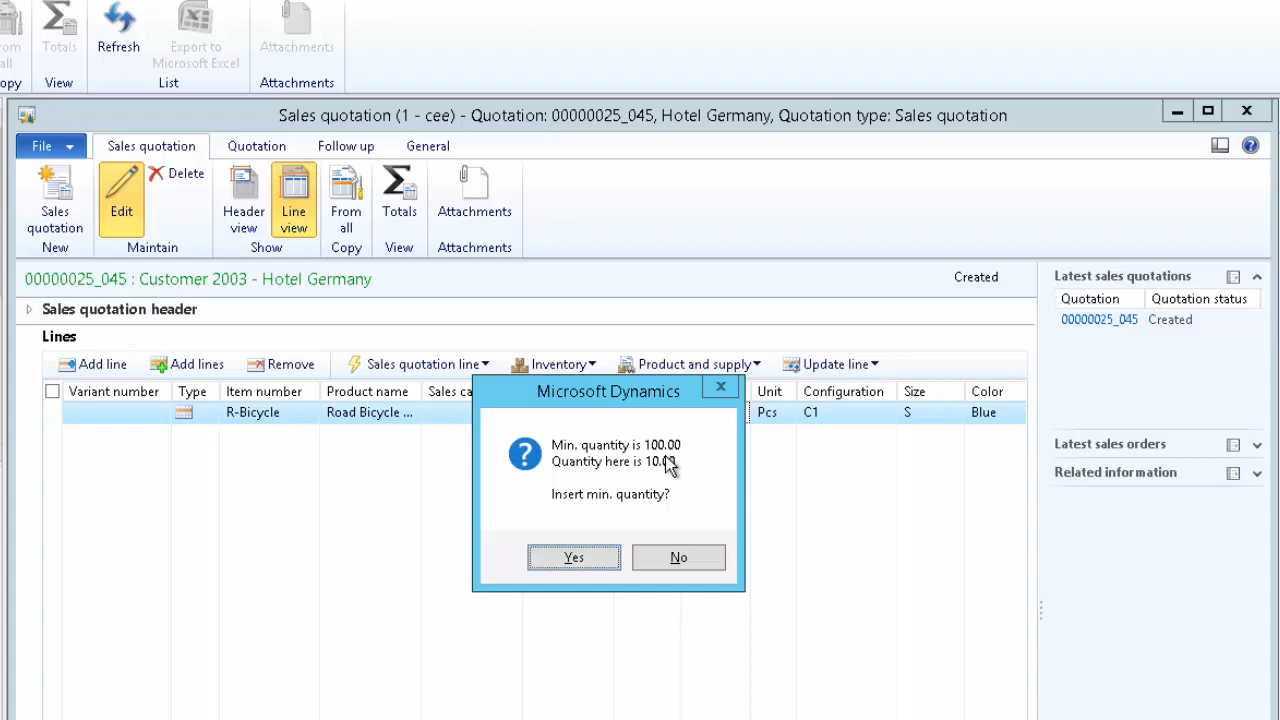 om
all
opy
Totals
View
Refresh
Export to
Microsoft Excel
List
Attachments
Attachments
Sales quotation (1 - cee) - Quotation: 00000025_045, Hotel Germany, Quotation type: Sales quotation
File
Sales quotation
Quotation
Follow up
General
Sales
quotation
New
Edit
Delete
Maintain
Header
view
Line
view
Show
From
all
Copy
Totals
View
Attachments
Attachments
00000025_045 : Customer 2003 - Hotel Germany
Created
Sales quotation header
Lines
Add line
Add lines
Remove
Sales quotation line
Inventory
Product and supply
Update line
Variant number
Type
Item number
Product name
Sales ca
Unit
Configuration
Size
Color
R-Bicycle
Road Bicycle ...
Pcs
C1
S
Blue
Microsoft Dynamics
Min. quantity is 100.00
Quantity here is 10.00
Insert min. quantity?
Yes
No
Latest sales quotations
Quotation
Quotation status
00000025_045
Created
Latest sales orders
Related information